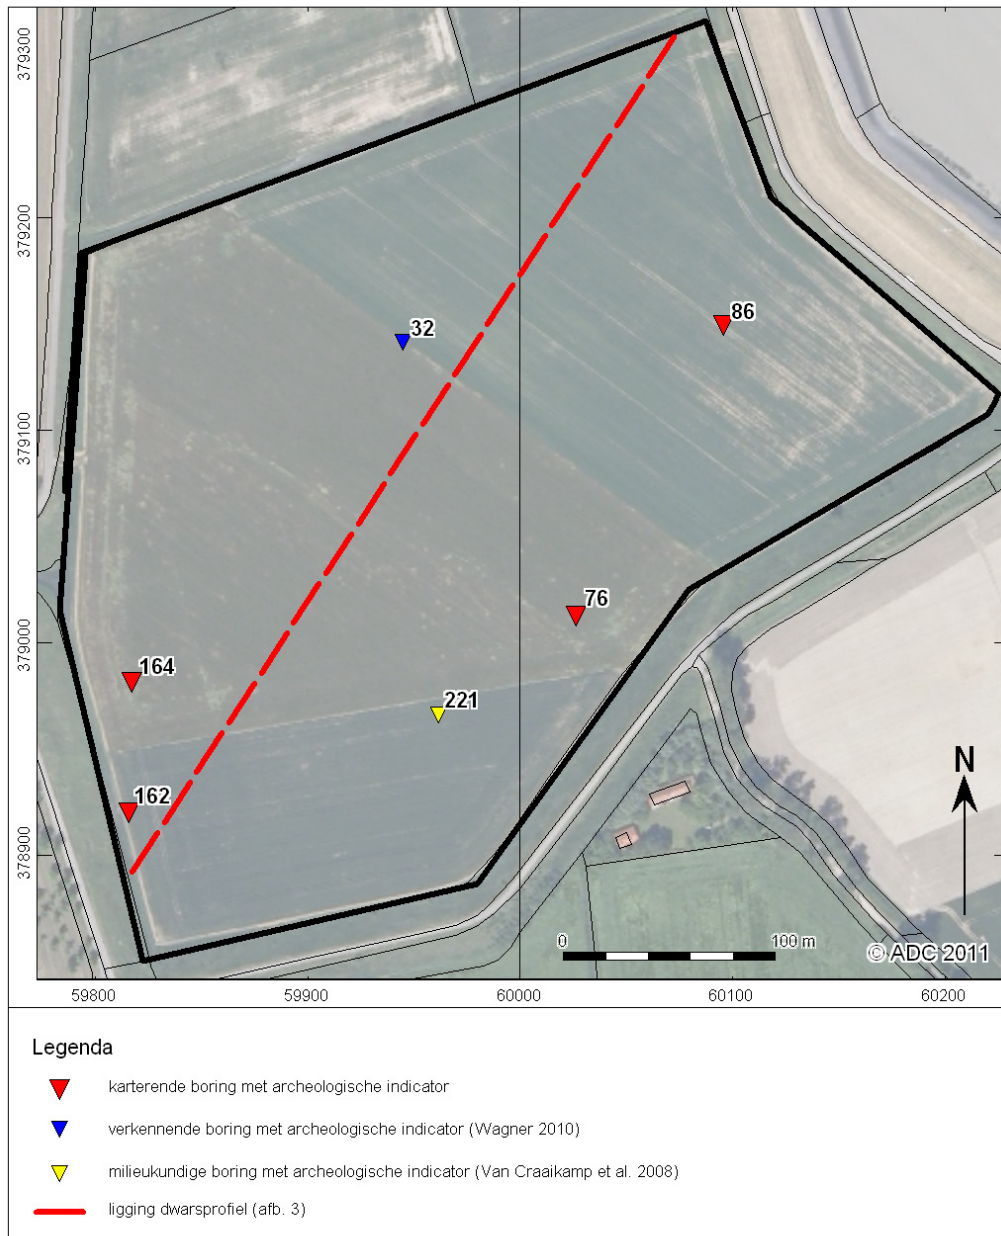 379300
379200
379100
379000
378900
86
32
76
164
221
162
N
0 100 m
© ADC 2011
59800 59900 60000 60100 60200
Legenda
karterende boring met archeologische indicator
verkennende boring met archeologische indicator (Wagner 2010)
milieukundige boring met archeologische indicator (Van Craaikamp et al. 2008)
ligging dwarsprofiel (afb. 3)